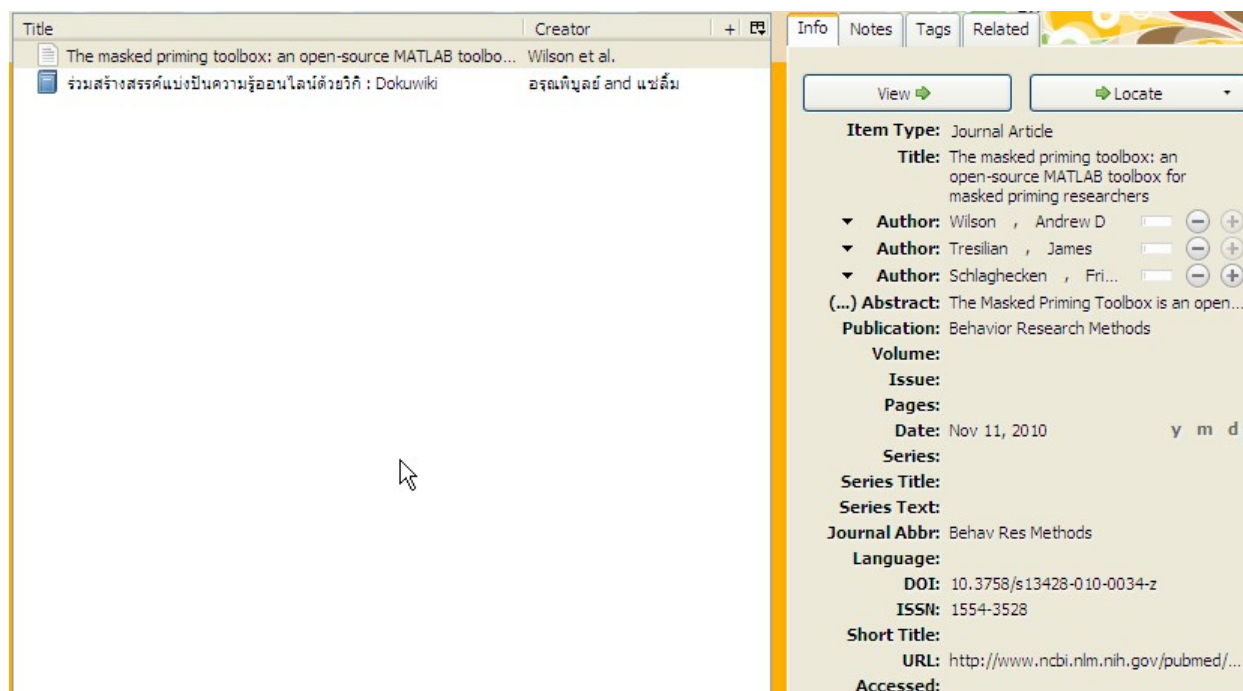 Title Creator +
The masked priming toolbox: an open-source MATLAB toolbo... Wilson et al.
ร่วมสร้างสรรค์แบ่งปันความรู้ออนไลน์ด้วยวิกิ : Dokuwiki อรุณพิบูลย์ and แซ่ลิ้ม
Info Notes Tags Related
View Locate
Item Type: Journal Article
Title: The masked priming toolbox: an
open-source MATLAB toolbox for
masked priming researchers
Author: Wilson , Andrew D
Author: Tresilian , James
Author: Schlaghecken , Fri...
(...) Abstract: The Masked Priming Toolbox is an open...
Publication: Behavior Research Methods
Volume:
Issue:
Pages:
Date: Nov 11, 2010 y m d
Series:
Series Title:
Series Text:
Journal Abbr: Behav Res Methods
Language:
DOI: 10.3758/s13428-010-0034-z
ISSN: 1554-3528
Short Title:
URL: http://www.ncbi.nlm.nih.gov/pubmed/...
Accessed: